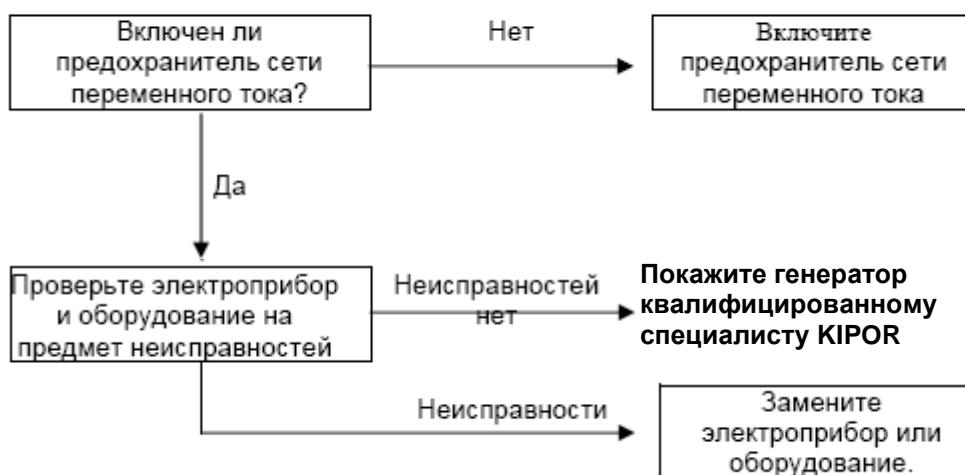 Включен ли
предохранитель сети
переменного тока?
Нет
Включите
предохранитель сети
переменного тока
Да
Проверьте электроприбор
и оборудование на
предмет неисправностей
Неисправностей
нет
Покажите генератор
квалифицированному
специалисту KIPOR
Неисправности
Замените
электроприбор или
оборудование.